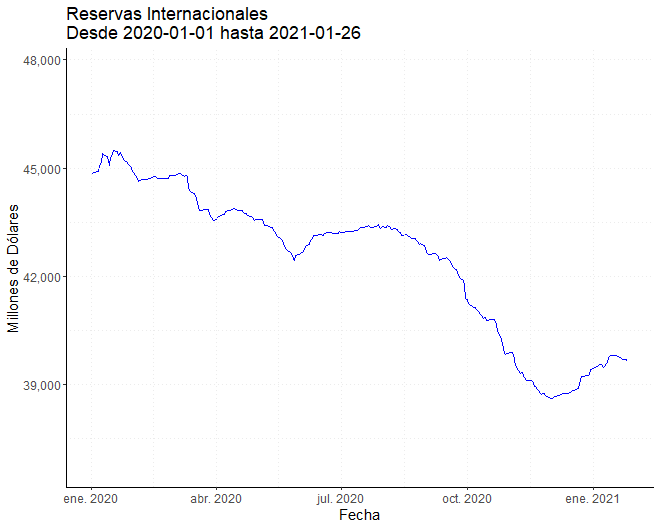 Reservas Internacionales
Desde 2020-01-01 hasta 2021-01-26
48,000
45,000
42,000
39,000
Millones de Dólares
ene. 2020
abr. 2020
jul. 2020
oct. 2020
ene. 2021
Fecha